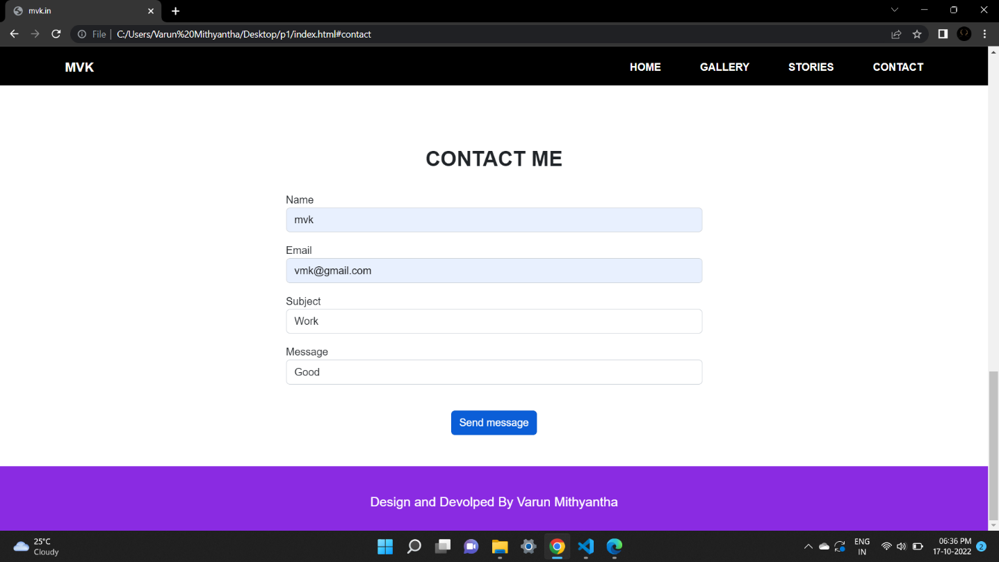 mvk.in
File
C:/Users/Varun%20Mithyantha/Desktop/p1/index.html#contact
MVK HOME GALLERY STORIES CONTACT
CONTACT ME
Name
mvk
Email
vmk@gmail.com
Subject
Work
Message
Good
Send message
Design and Devolped By Varun Mithyantha
25°C
Cloudy
ENG
IN
06:36 PM
17-10-2022
2